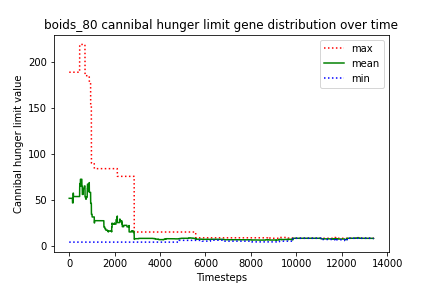 boids_80 cannibal hunger limit gene distribution over time
max
mean
min
Cannibal hunger limit value
200
150
100
50
0
0 2000 4000 6000 8000 10000 12000 14000
Timesteps